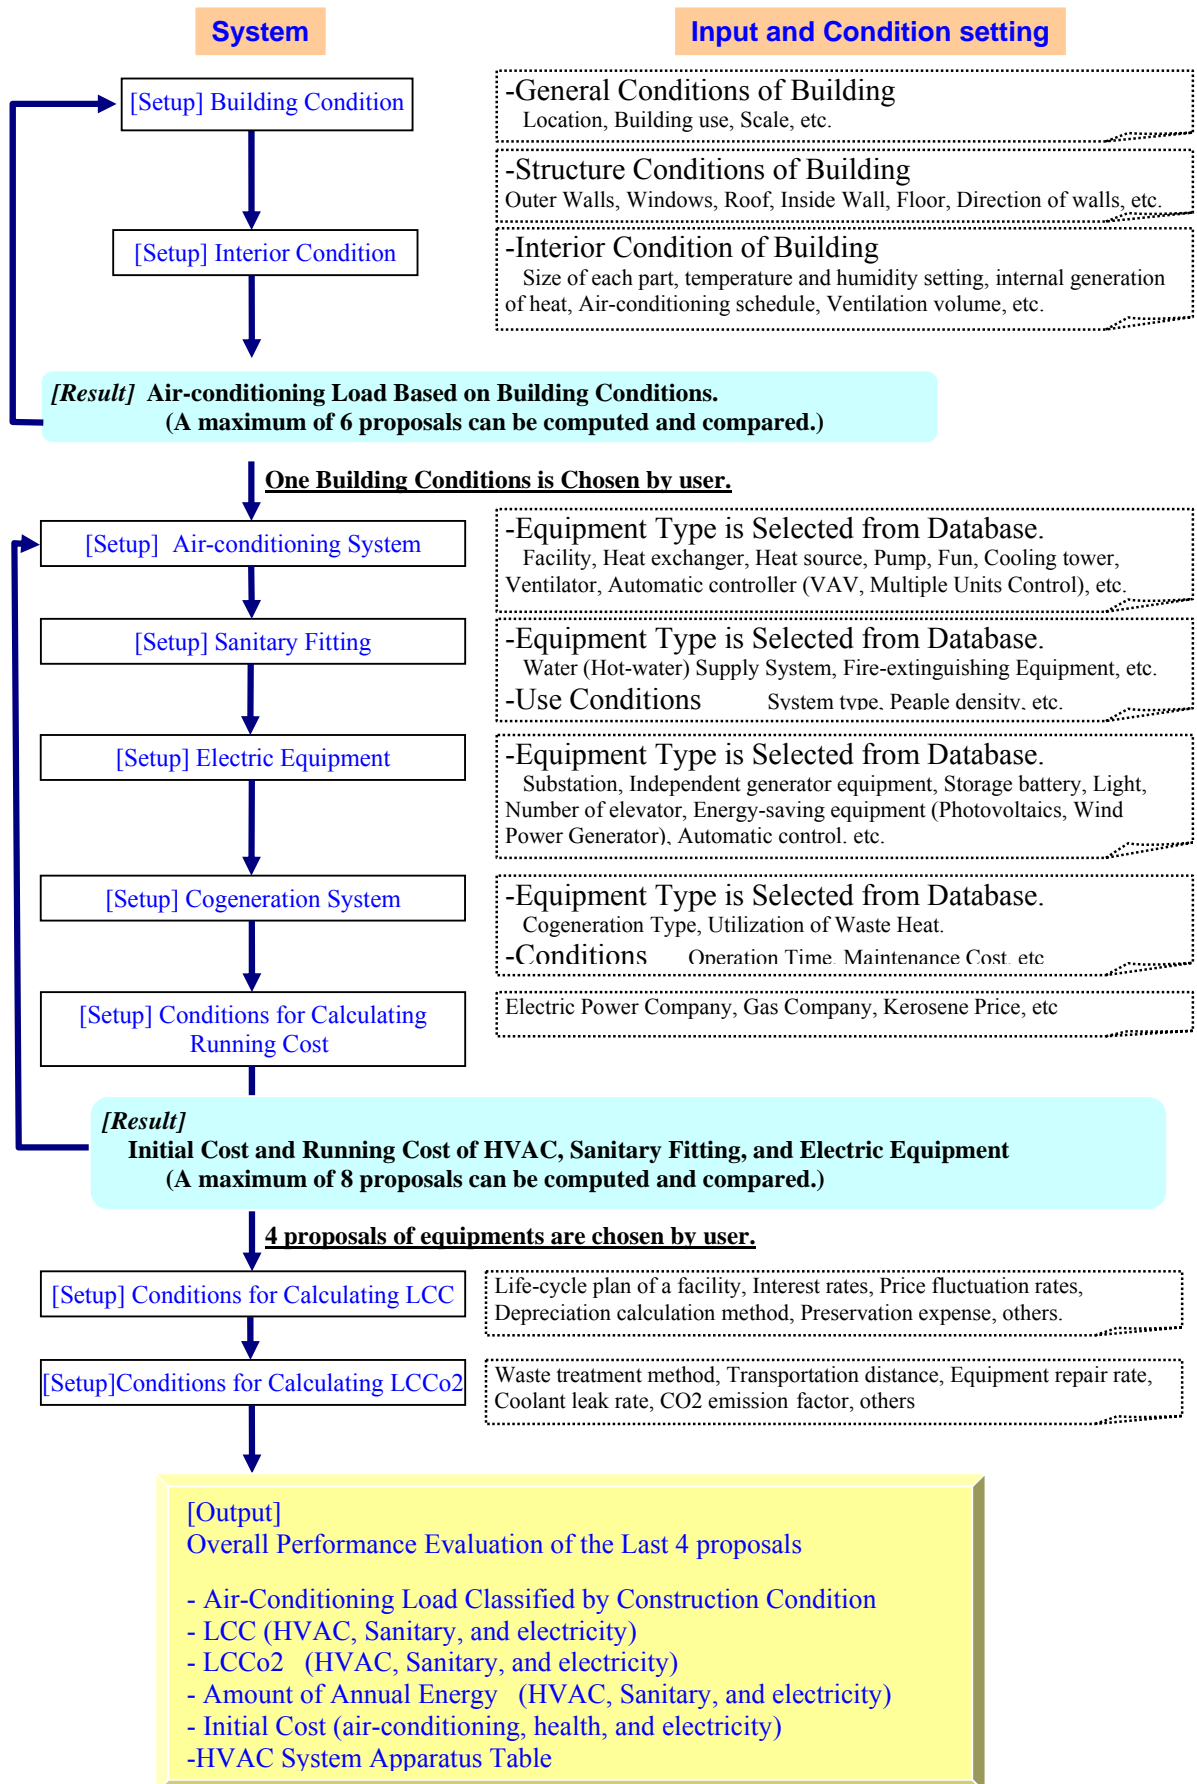 System
Input and Condition setting
[Setup] Building Condition
-General Conditions of Building
Location, Building use, Scale, etc.
-Structure Conditions of Building
Outer Walls, Windows, Roof, Inside Wall, Floor, Direction of walls, etc.
[Setup] Interior Condition
-Interior Condition of Building
Size of each part, temperature and humidity setting, internal generation
of heat, Air-conditioning schedule, Ventilation volume, etc.
[Result] Air-conditioning Load Based on Building Conditions.
(A maximum of 6 proposals can be computed and compared.)
One Building Conditions is Chosen by user.
[Setup] Air-conditioning System
-Equipment Type is Selected from Database.
Facility, Heat exchanger, Heat source, Pump, Fun, Cooling tower,
Ventilator, Automatic controller (VAV, Multiple Units Control), etc.
[Setup] Sanitary Fitting
-Equipment Type is Selected from Database.
Water (Hot-water) Supply System, Fire-extinguishing Equipment, etc.
-Use Conditions System type, Peaple density, etc.
[Setup] Electric Equipment
-Equipment Type is Selected from Database.
Substation, Independent generator equipment, Storage battery, Light,
Number of elevator, Energy-saving equipment (Photovoltaics, Wind
Power Generator), Automatic control. etc.
[Setup] Cogeneration System
-Equipment Type is Selected from Database.
Cogeneration Type, Utilization of Waste Heat.
-Conditions Operation Time, Maintenance Cost, etc
[Setup] Conditions for Calculating
Running Cost
Electric Power Company, Gas Company, Kerosene Price, etc
[Result]
Initial Cost and Running Cost of HVAC, Sanitary Fitting, and Electric Equipment
(A maximum of 8 proposals can be computed and compared.)
4 proposals of equipments are chosen by user.
[Setup] Conditions for Calculating LCC
Life-cycle plan of a facility, Interest rates, Price fluctuation rates,
Depreciation calculation method, Preservation expense, others.
[Setup]Conditions for Calculating LCCo2
Waste treatment method, Transportation distance, Equipment repair rate,
Coolant leak rate, CO2 emission factor, others
[Output]
Overall Performance Evaluation of the Last 4 proposals
- Air-Conditioning Load Classified by Construction Condition
- LCC (HVAC, Sanitary, and electricity)
- LCCo2 (HVAC, Sanitary, and electricity)
- Amount of Annual Energy (HVAC, Sanitary, and electricity)
- Initial Cost (air-conditioning, health, and electricity)
-HVAC System Apparatus Table